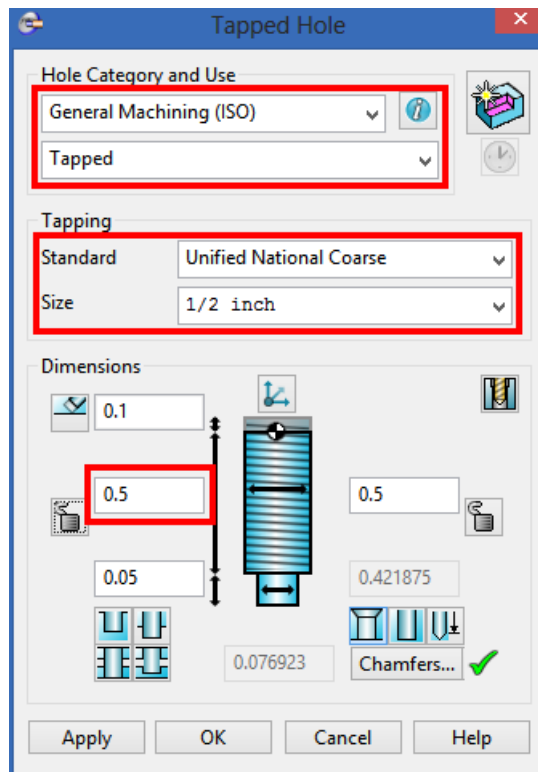 Tapped Hole
Hole Category and Use
General Machining (ISO)
Tapped
Tapping
Standard Unified National Coarse
Size 1/2 inch
Dimensions
0.1
0.5 0.5
0.05 0.421875
0.076923 Chamfers...
Apply OK Cancel Help